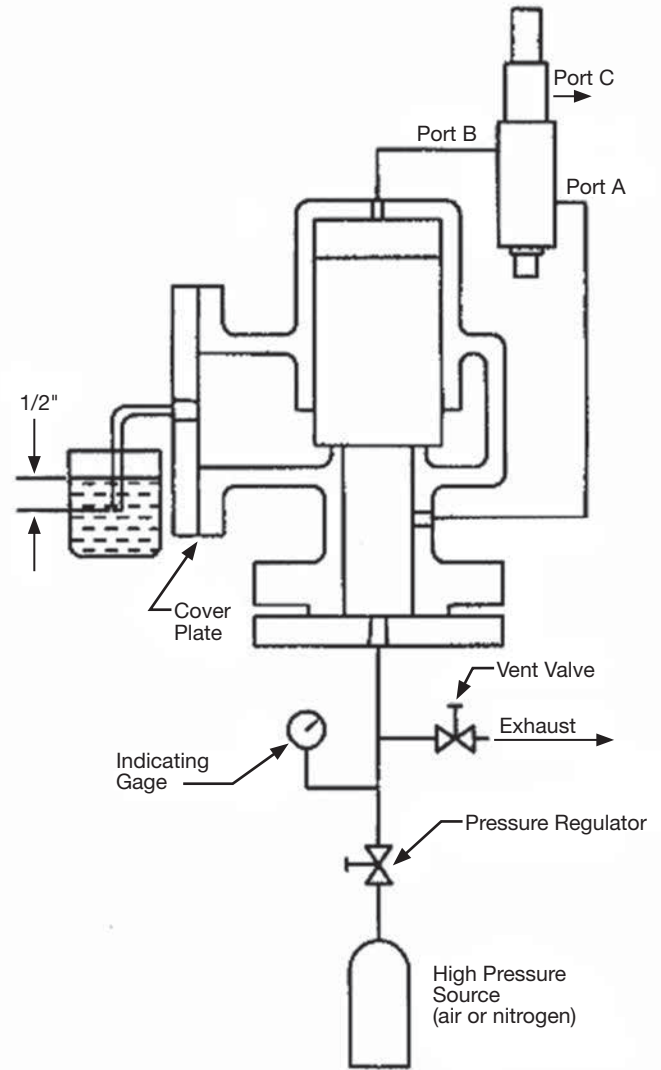 Port C
Port B
Port A
1/2"
Cover
Plate
Vent Valve
Exhaust
Indicating
Gage
Pressure Regulator
High Pressure
Source
(air or nitrogen)